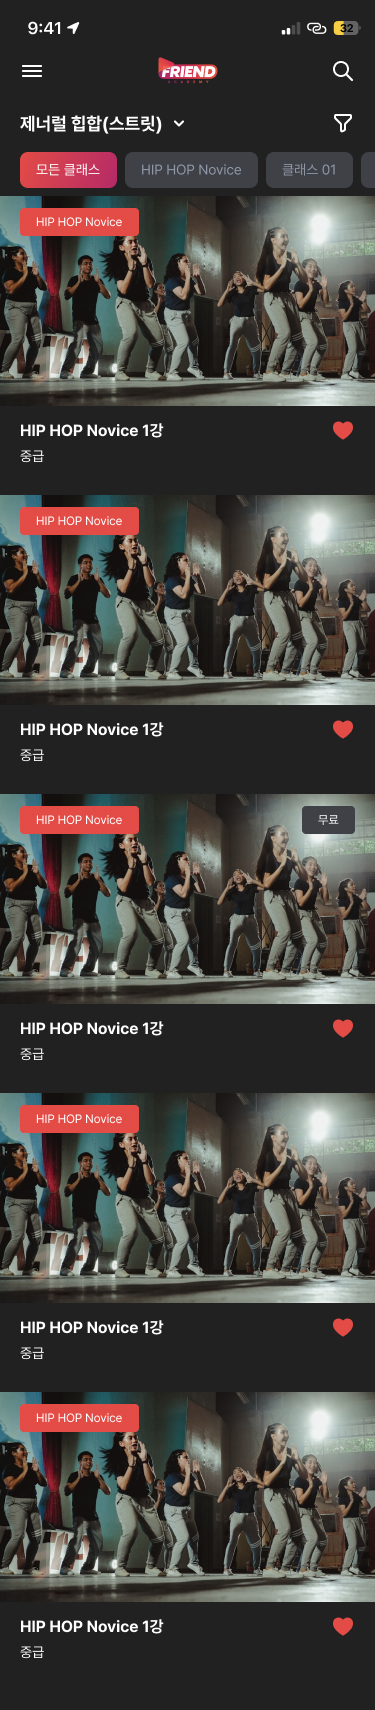 9:41
32
FRIEND
ACADEMY
제너럴 힙합(스트릿)
모든 클래스
HIP HOP Novice
클래스 01
HIP HOP Novice
HIP HOP Novice 1강
중급
HIP HOP Novice
HIP HOP Novice 1강
중급
HIP HOP Novice
무료
HIP HOP Novice 1강
중급
HIP HOP Novice
HIP HOP Novice 1강
중급
HIP HOP Novice
HIP HOP Novice 1강
중급